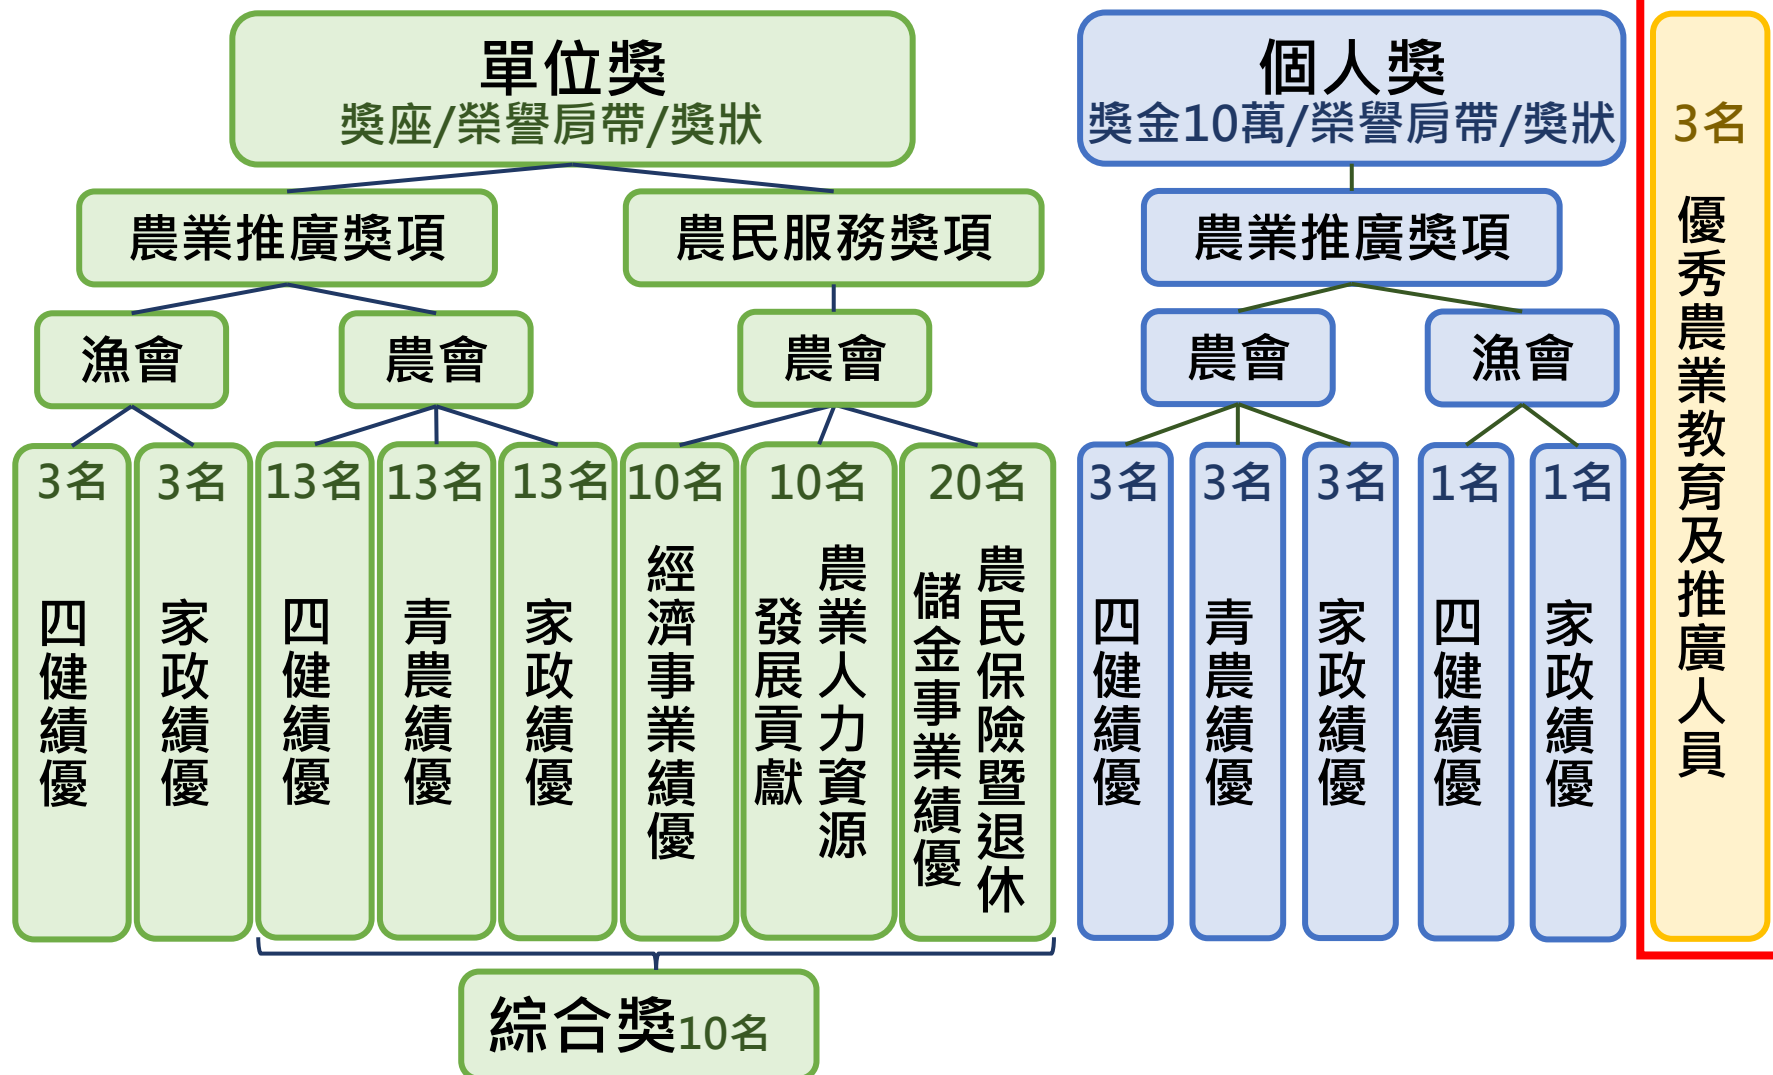 單位獎
獎座/榮譽肩帶/獎狀
農業推廣獎項
農民服務獎項
漁會
農會
農會
3名
四健績優
3名
家政績優
13名
四健績優
13名
青農績優
13名
家政績優
10名
經濟事業績優
10名
農業人力資源
發展貢獻
20名
農民保險暨退休
儲金事業績優
綜合獎10名
個人獎
獎金10萬/榮譽肩帶/獎狀
農業推廣獎項
農會
漁會
3名
四健績優
3名
青農績優
3名
家政績優
1名
四健績優
1名
家政績優
3名
優秀農業教育及推廣人員